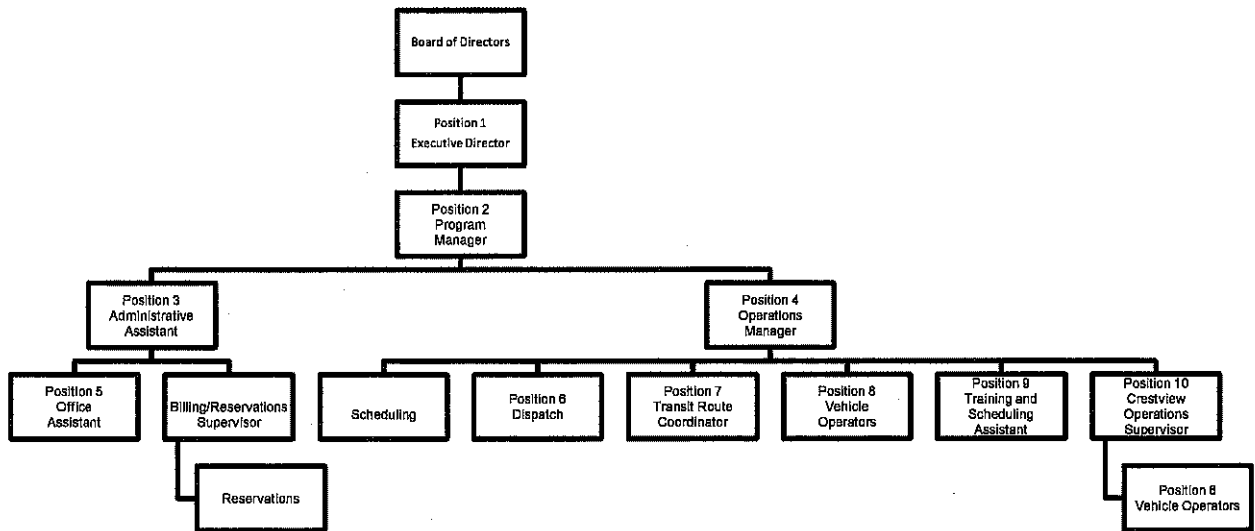 Board of Directors
Position 1
Executive Director
Position 2
Program
Manager
Position 3
Administrative
Assistant
Position 4
Operations
Manager
Position 5
Office
Assistant
Billing/Reservations
Supervisor
Scheduling
Position 6
Dispatch
Position 7
Transit Route
Coordinator
Position 8
Vehicle
Operators
Position 9
Training and
Scheduling
Assistant
Position 10
Crestview
Operations
Supervisor
Reservations
Position 8
Vehicle Operators